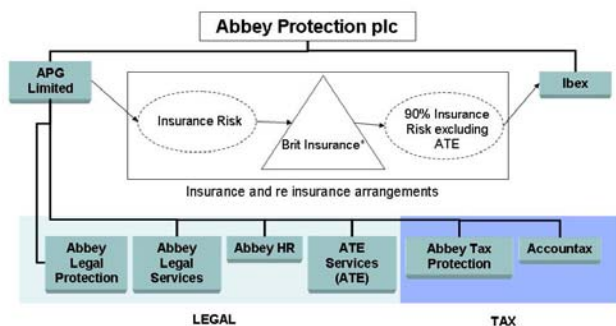 Abbey Protection plc
APG
Limited
Ibex
Insurance Risk
Brit Insurance*
90% Insurance
Risk excluding
ATE
Insurance and re insurance arrangements
Abbey
Legal
Protection
Abbey
Legal
Services
Abbey HR
ATE
Services
(ATE)
Abbey Tax
Protection
Accountax
LEGAL
TAX